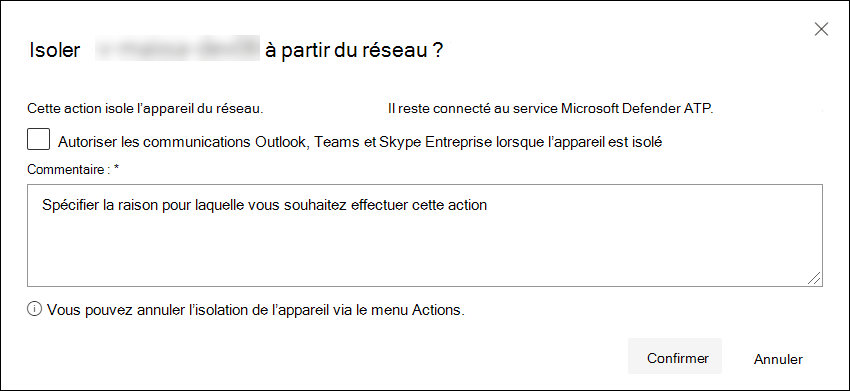 Isoler à partir du réseau ?
Cette action isole l'appareil du réseau. Il reste connecté au service Microsoft Defender ATP.
Autoriser les communications Outlook, Teams et Skype Entreprise lorsque l'appareil est isolé
Commentaire : *
Spécifier la raison pour laquelle vous souhaitez effectuer cette action
Vous pouvez annuler l'isolation de l'appareil via le menu Actions.
Confirmer Annuler